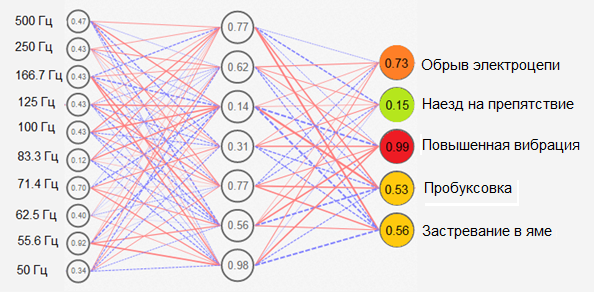 500 Гц 0.47
250 Гц 0.43
166.7 Гц 0.43
125 Гц 0.43
100 Гц 0.43
83.3 Гц 0.12
71.4 Гц 0.70
62.5 Гц 0.40
55.6 Гц 0.92
50 Гц 0.34
0.77
0.62
0.14
0.31
0.77
0.56
0.98
0.73 Обрыв электроцепи
0.15 Наезд на препятствие
0.99 Повышенная вибрация
0.53 Пробуксовка
0.56 Застревание в яме